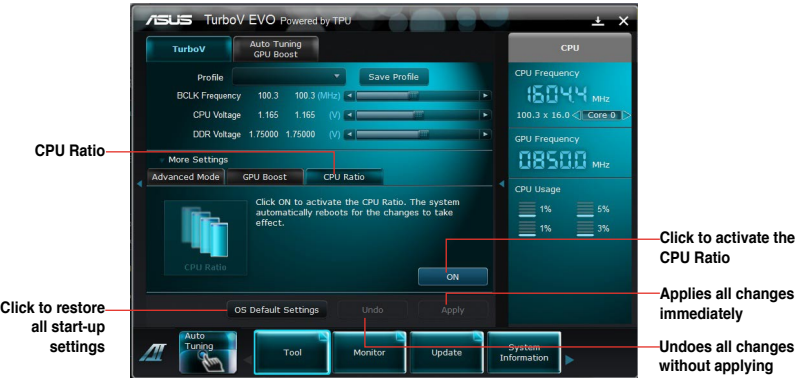 ASUS TurboV EVO Powered by TPU
TurboV
Auto Tuning
GPU Boost
Profile
Save Profile
BCLK Frequency 100.3 100.3 (MHz)
CPU Voltage 1.165 1.165 (V)
DDR Voltage 1.75000 1.75000 (V)
More Settings
Advanced Mode
GPU Boost
CPU Ratio
Click ON to activate the CPU Ratio. The system
automatically reboots for the changes to take
effect.
CPU Ratio
ON
OS Default Settings
Undo
Apply
Auto
Tuning
Tool
Monitor
Update
System
Information
CPU
CPU Frequency
1604.4 MHz
100.3 x 16.0 Core 0
GPU Frequency
0850.0 MHz
CPU Usage
1% 5%
1% 3%
CPU Ratio
Click to restore
all start-up
settings
Click to activate the
CPU Ratio
Applies all changes
immediately
Undoes all changes
without applying